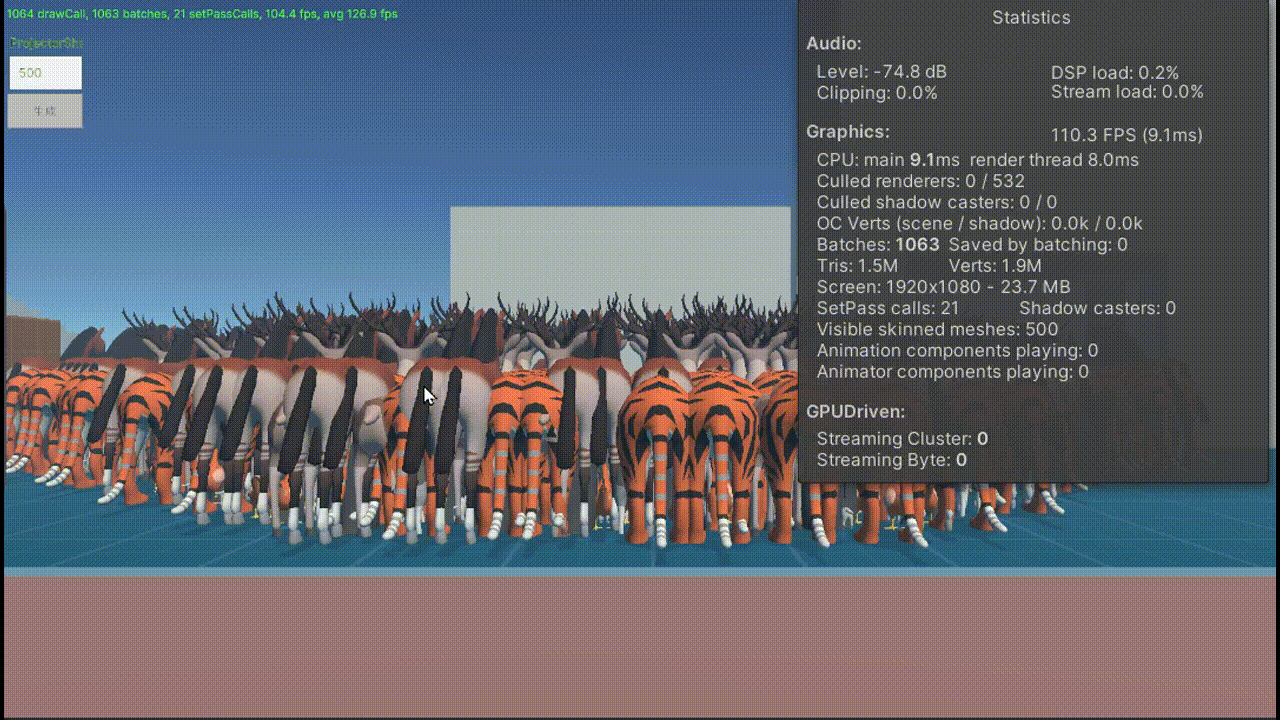 1064 drawCall, 1063 batches, 21 setPassCalls, 104.4 fps, avg 126.9 fps
500
生成
Statistics
Audio:
Level: -74.8 dB DSP load: 0.2%
Clipping: 0.0% Stream load: 0.0%
Graphics: 110.3 FPS (9.1ms)
CPU: main 9.1ms render thread 8.0ms
Culled renderers: 0 / 532
Culled shadow casters: 0 / 0
OC Verts (scene / shadow): 0.0k / 0.0k
Batches: 1063 Saved by batching: 0
Tris: 1.5M Verts: 1.9M
Screen: 1920x1080 - 23.7 MB
SetPass calls: 21 Shadow casters: 0
Visible skinned meshes: 500
Animation components playing: 0
Animator components playing: 0
GPUDriven:
Streaming Cluster: 0
Streaming Byte: 0